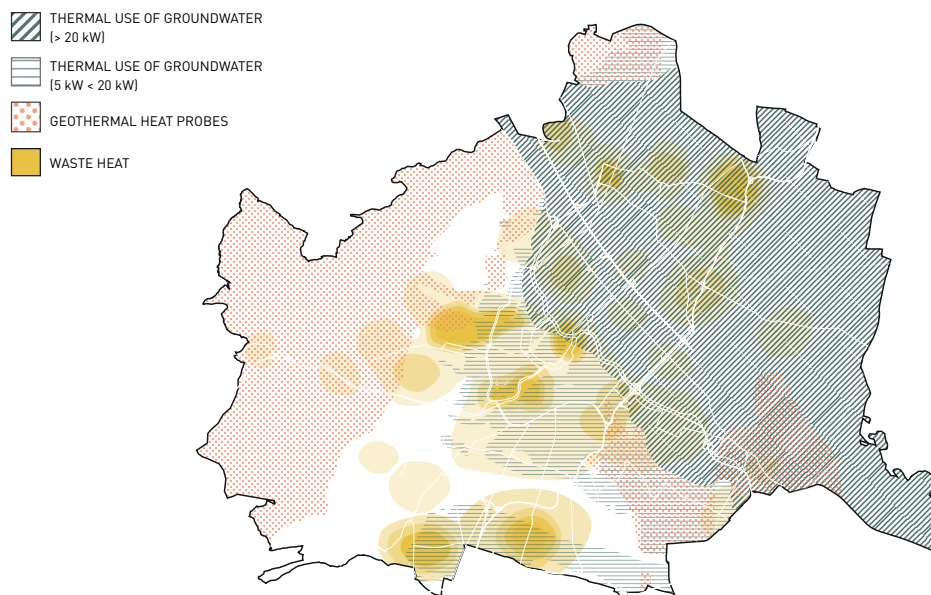 THERMAL USE OF GROUNDWATER
(> 20 kW)
THERMAL USE OF GROUNDWATER
(5 kW < 20 kW)
GEOTHERMAL HEAT PROBES
WASTE HEAT